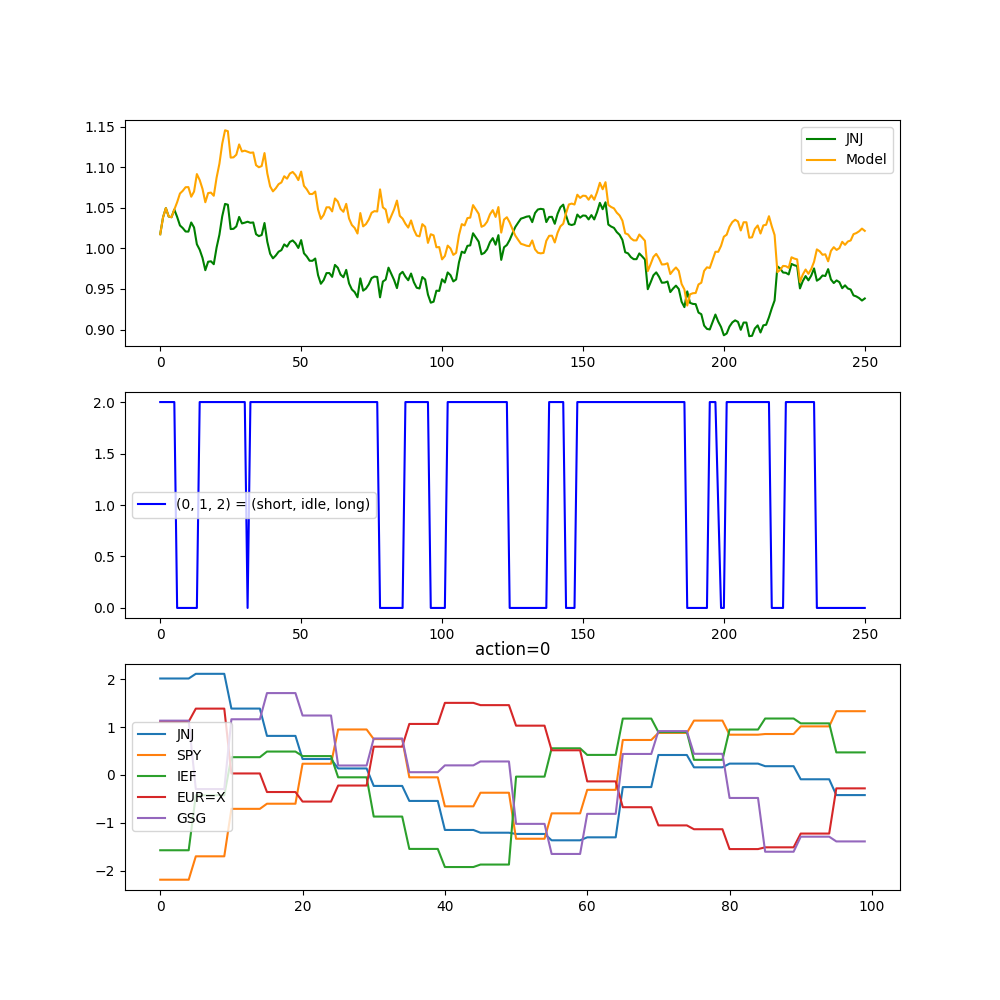 1.15
1.10
1.05
1.00
0.95
0.90
JNJ
Model
0 50 100 150 200 250
2.0
1.5
1.0
0.5
0.0
(0, 1, 2) = (short, idle, long)
0 50 100 150 200 250
action=0
2
1
0
−1
−2
JNJ
SPY
IEF
EUR=X
GSG
0 20 40 60 80 100